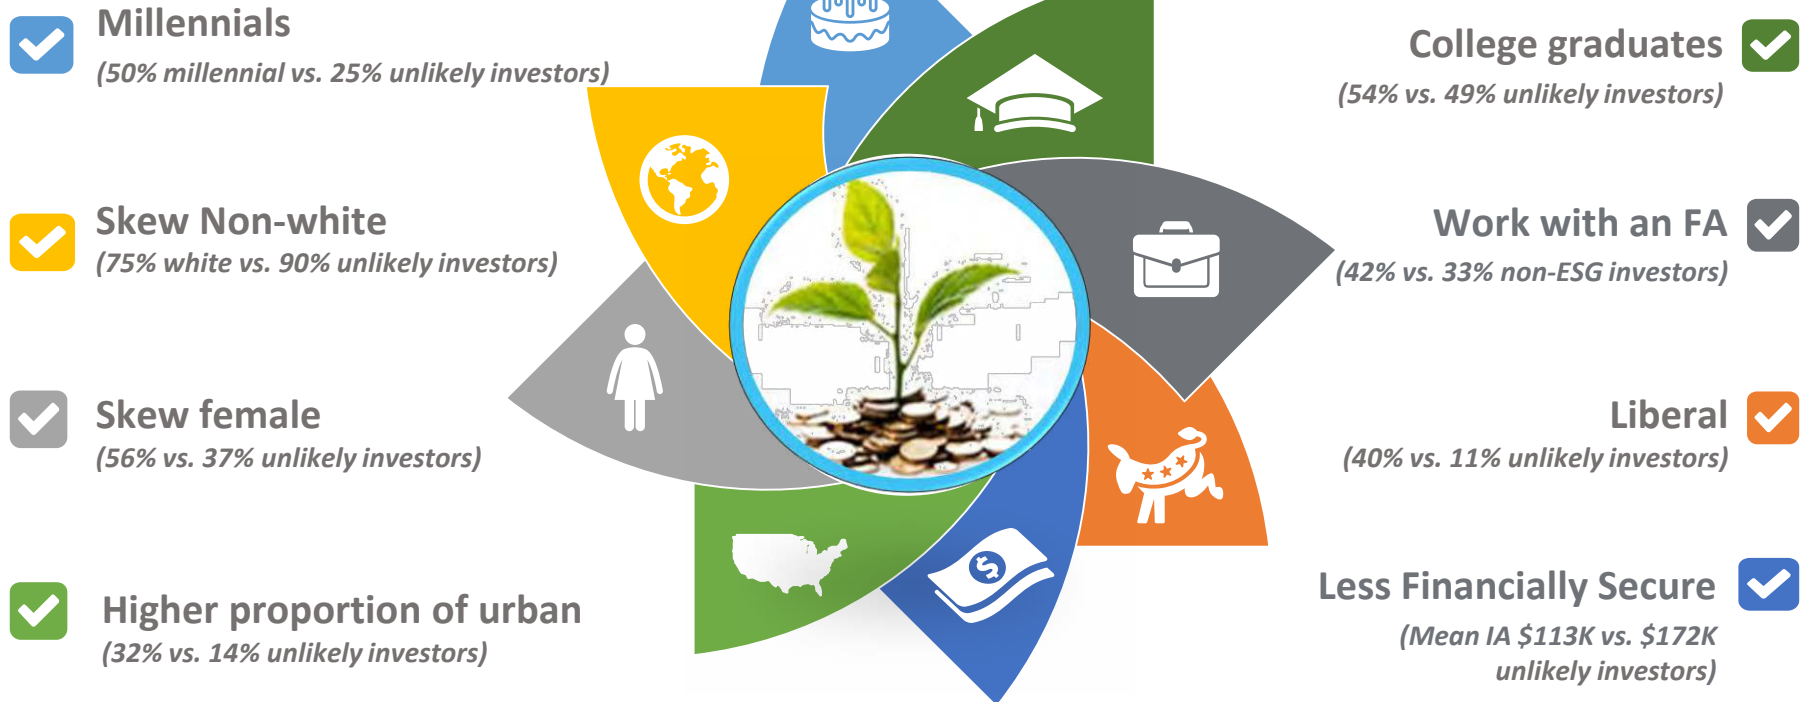 Millennials
(50% millennial vs. 25% unlikely investors)
Skew Non-white
(75% white vs. 90% unlikely investors)
Skew female
(56% vs. 37% unlikely investors)
Higher proportion of urban
(32% vs. 14% unlikely investors)
College graduates
(54% vs. 49% unlikely investors)
Work with an FA
(42% vs. 33% non-ESG investors)
Liberal
(40% vs. 11% unlikely investors)
Less Financially Secure
(Mean IA $113K vs. $172K
unlikely investors)
$